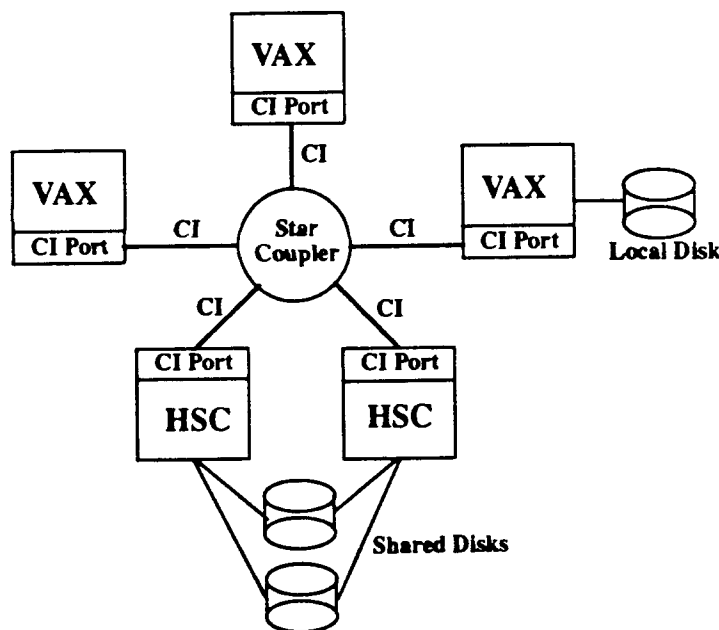 VAX
CI Port
CI
VAX
CI Port
CI
Star
Coupler
CI
VAX
CI Port
Local Disk
CI
CI
CI Port
HSC
CI Port
HSC
Shared Disks